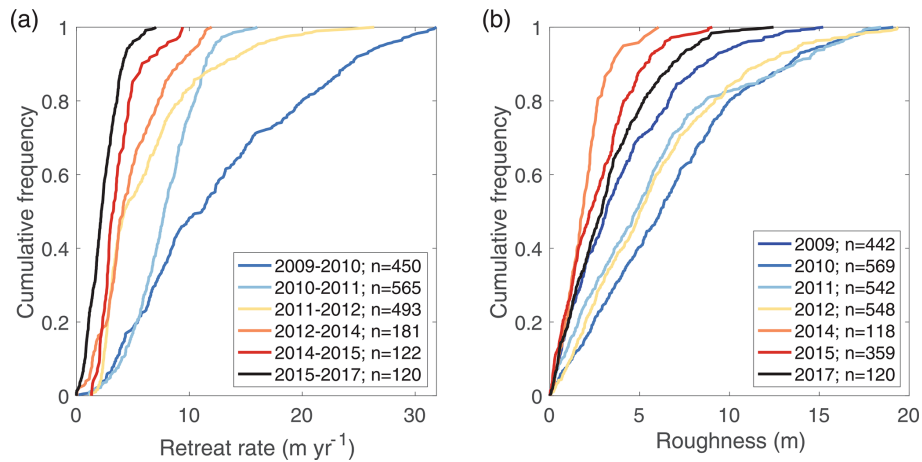 (a)
1
0.8
0.6
0.4
0.2
0
Cumulative frequency
2009-2010; n=450
2010-2011; n=565
2011-2012; n=493
2012-2014; n=181
2014-2015; n=122
2015-2017; n=120
0 10 20 30
Retreat rate (m yr⁻¹)
(b)
1
0.8
0.6
0.4
0.2
0
Cumulative frequency
2009; n=442
2010; n=569
2011; n=542
2012; n=548
2014; n=118
2015; n=359
2017; n=120
0 5 10 15 20
Roughness (m)